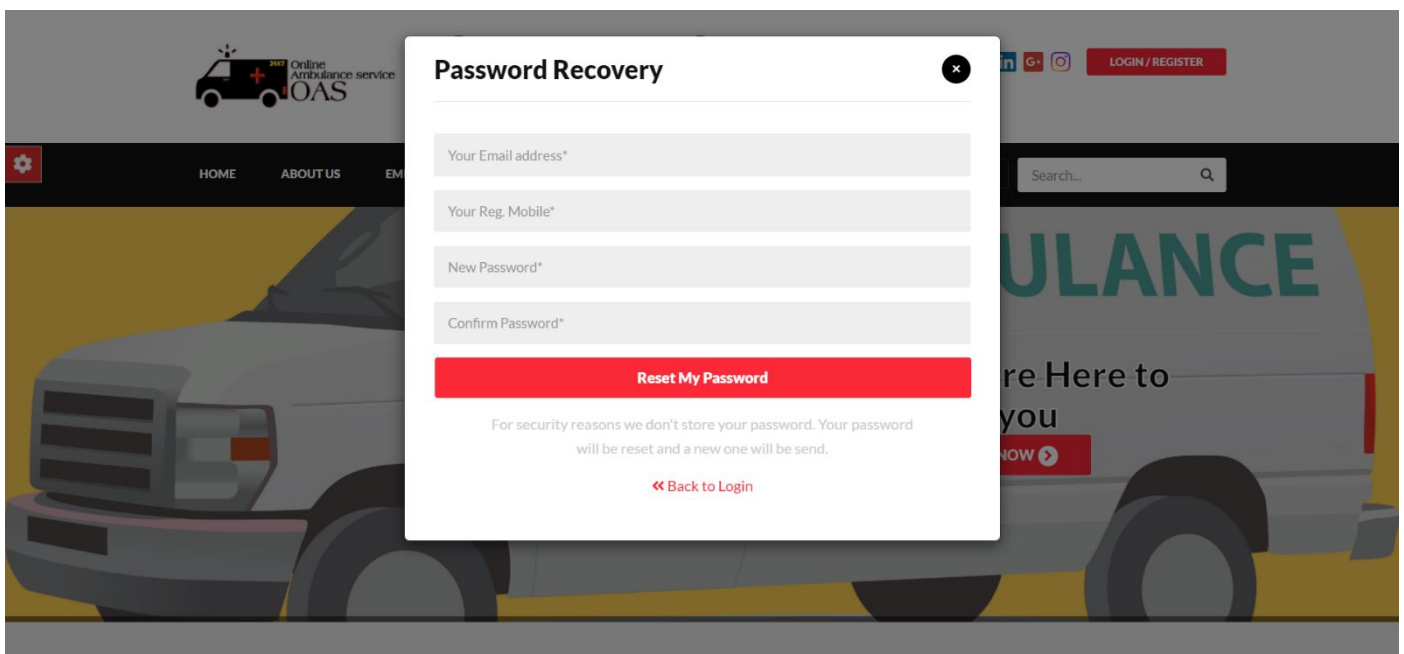 2017 Online
Ambulance service
OAS
in G+
LOGIN / REGISTER
Password Recovery
×
HOME ABOUT US
Search...
Your Email address*
Your Reg. Mobile*
New Password*
Confirm Password*
Reset My Password
For security reasons we don't store your password. Your password
will be reset and a new one will be send.
Back to Login
ULANCE
re Here to
you
NOW